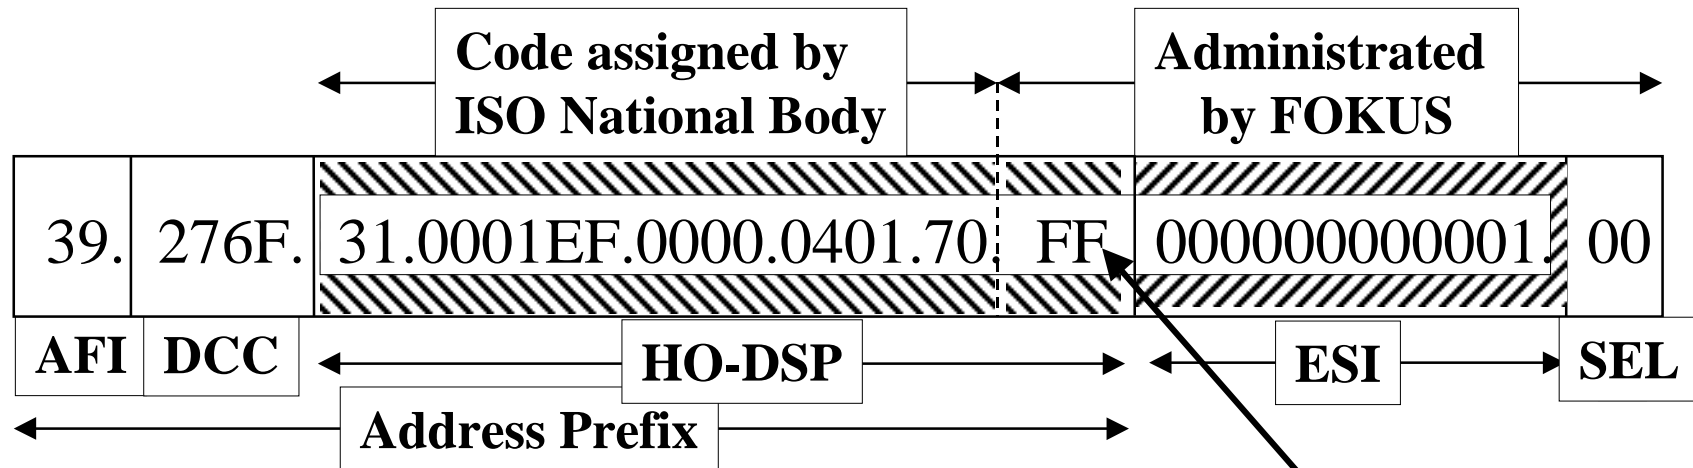 Code assigned by
ISO National Body
Administrated
by FOKUS
39. 276F. 31.0001EF.0000.0401.70. FF 000000000001. 00
AFI DCC HO-DSP ESI SEL
Address Prefix